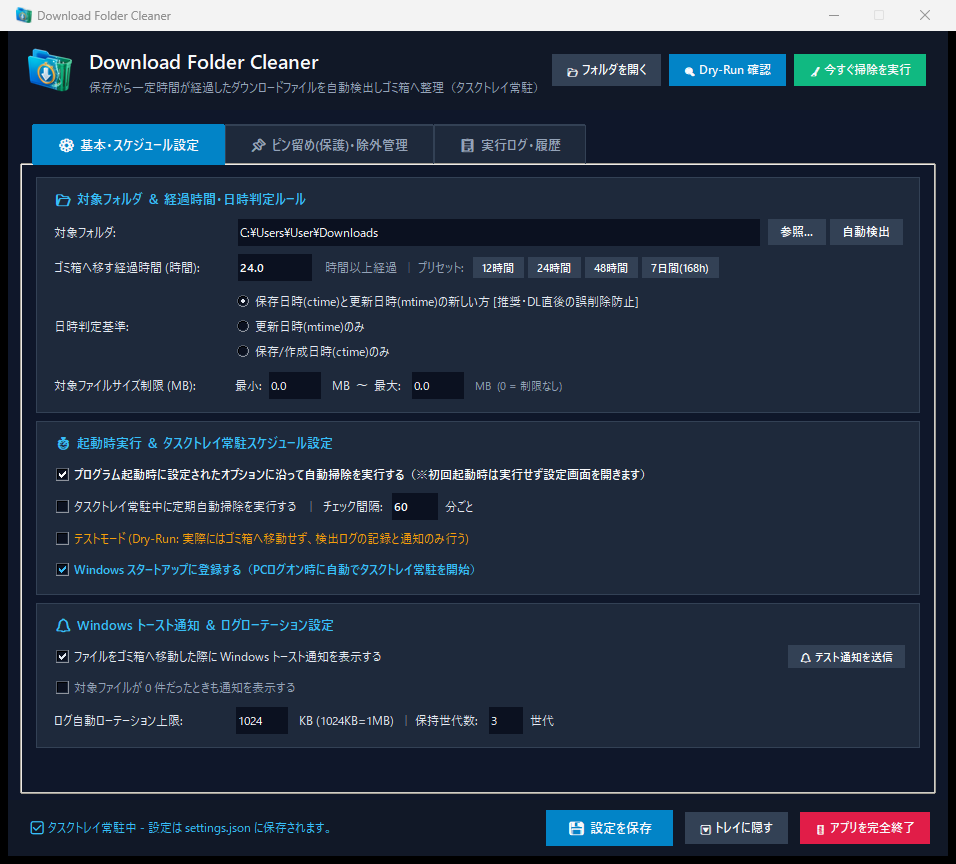 Download Folder Cleaner
Download Folder Cleaner
保存から一定時間が経過したダウンロードファイルを自動検出しゴミ箱へ整理（タスクトレイ常駐）
フォルダを開く
Dry-Run 確認
今すぐ掃除を実行
基本・スケジュール設定
ピン留め(保護)・除外管理
実行ログ・履歴
対象フォルダ ＆ 経過時間・日時判定ルール
対象フォルダ: C:¥Users¥User¥Downloads 参照... 自動検出
ゴミ箱へ移す経過時間 (時間): 24.0 時間以上経過 | プリセット: 12時間 24時間 48時間 7日間(168h)
保存日時(ctime)と更新日時(mtime)の新しい方 [推奨・DL直後の誤削除防止]
日時判定基準: 更新日時(mtime)のみ
保存/作成日時(ctime)のみ
対象ファイルサイズ制限 (MB): 最小: 0.0 MB ～ 最大: 0.0 MB (0 = 制限なし)
起動時実行 ＆ タスクトレイ常駐スケジュール設定
プログラム起動時に設定されたオプションに沿って自動掃除を実行する（※初回起動時は実行せず設定画面を開きます）
タスクトレイ常駐中に定期自動掃除を実行する | チェック間隔: 60 分ごと
テストモード (Dry-Run: 実際にはゴミ箱へ移動せず、検出ログの記録と通知のみ行う)
Windows スタートアップに登録する（PCログオン時に自動でタスクトレイ常駐を開始）
Windows トースト通知 ＆ ログローテーション設定
ファイルをゴミ箱へ移動した際に Windows トースト通知を表示する
テスト通知を送信
対象ファイルが 0 件だったときも通知を表示する
ログ自動ローテーション上限: 1024 KB (1024KB=1MB) | 保持世代数: 3 世代
タスクトレイ常駐中 - 設定は settings.json に保存されます。
設定を保存
トレイに隠す
アプリを完全終了